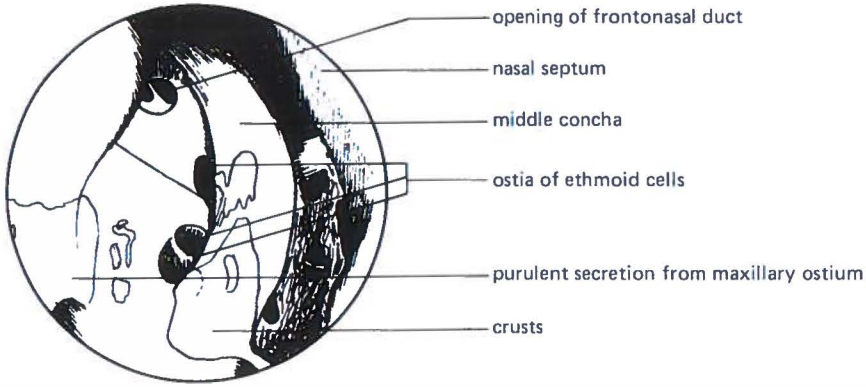 opening of frontonasal duct
nasal septum
middle concha
ostia of ethmoid cells
purulent secretion from maxillary ostium
crusts